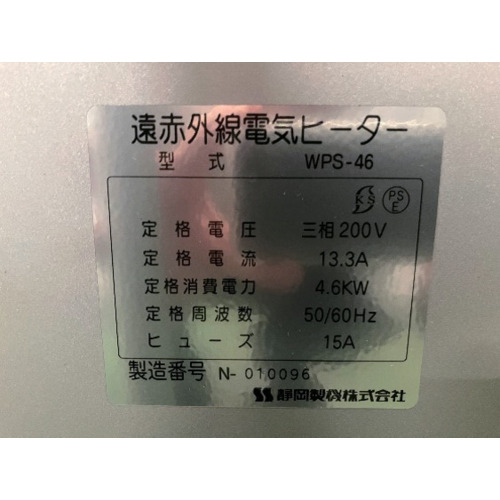 遠赤外線電気ヒーター
型式 WPS-46
KS PS E
定格電圧 三相200V
定格電流 13.3A
定格消費電力 4.6KW
定格周波数 50/60Hz
ヒューズ 15A
製造番号 N-010096
静岡製機株式会社